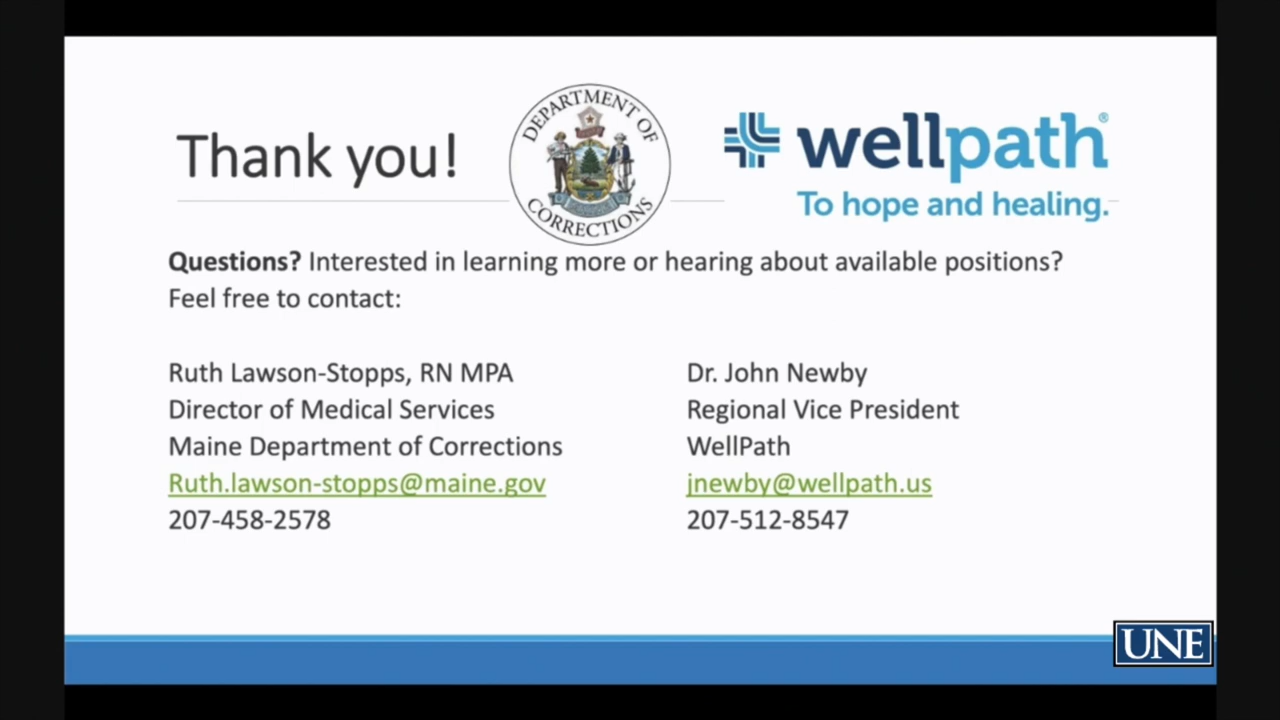 Thank you!
DEPARTMENT OF
CORRECTIONS
wellpath®
To hope and healing.
Questions? Interested in learning more or hearing about available positions?
Feel free to contact:
Ruth Lawson-Stopps, RN MPA
Director of Medical Services
Maine Department of Corrections
Ruth.lawson-stopps@maine.gov
207-458-2578
Dr. John Newby
Regional Vice President
WellPath
jnewby@wellpath.us
207-512-8547
UNE